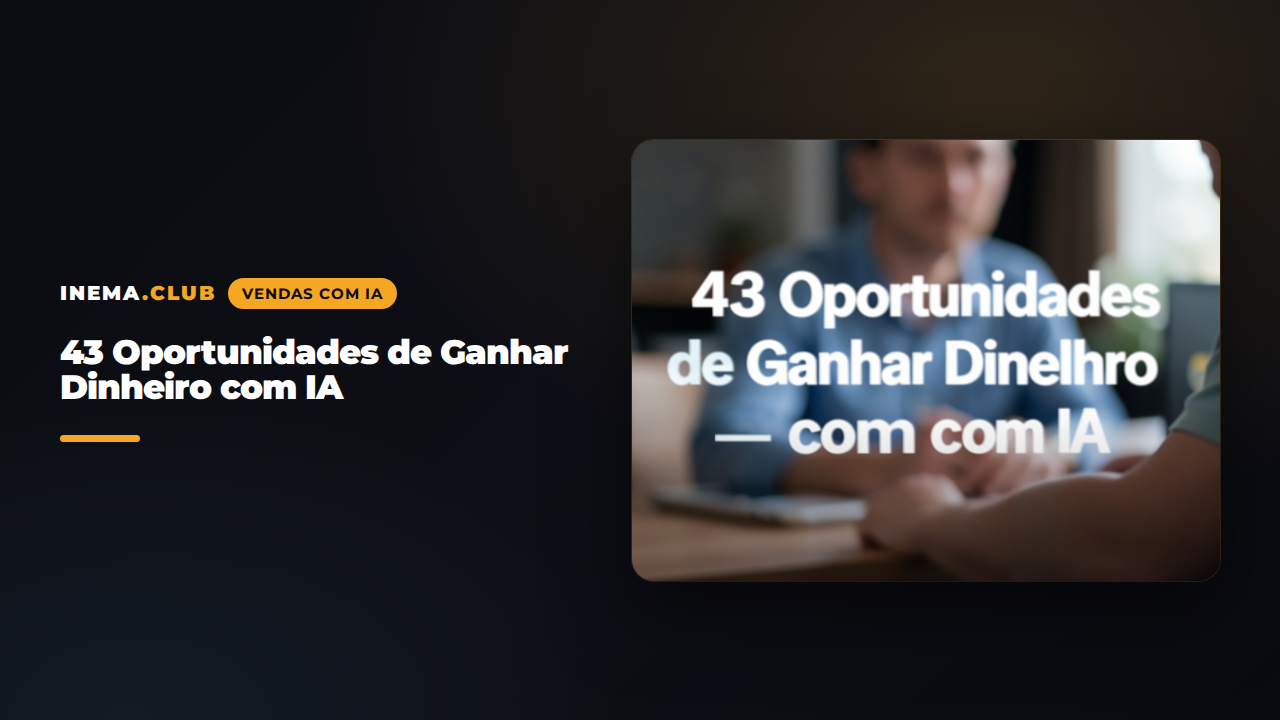 INEMA.CLUB VENDAS COM IA
43 Oportunidades de Ganhar
Dinheiro com IA
43 Oportunidades
de Ganhar Dinelhro
— com com IA